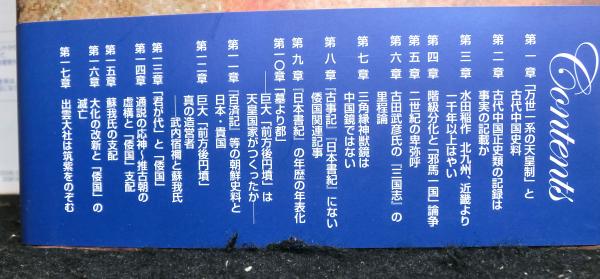 Contents
第一章 「万世一系の天皇制」と
古代中国史料
第二章 古代中国正史類の記録は
事実の記載か
第三章 水田稲作 北九州、近畿より
一千年以上はやい
第四章 階級分化と「邪馬一国」論争
第五章 二世紀の卑弥呼
第六章 古田武彦氏の『三国志』の
里程論
第七章 三角縁神獣鏡は
中国鏡ではない
第八章 『古事記』『日本書紀』にない
倭国関連記事
第九章 『日本書紀』の年歴の年表化
第一〇章 「墓より都」
——巨大「前方後円墳」は
天皇国家がつくったか——
第一一章 『百済記』等の朝鮮史料と
日本・貴国
第一二章 巨大「前方後円墳」
真の造営者
——武内宿禰と蘇我氏
第一三章 「君が代」と「倭国」
第一四章 通説の応神～推古朝の
虚構と「倭国」支配
第一五章 蘇我氏の支配
第一六章 大化の改新と「倭国」の
滅亡
第一七章 出雲大社は筑紫をのぞむ